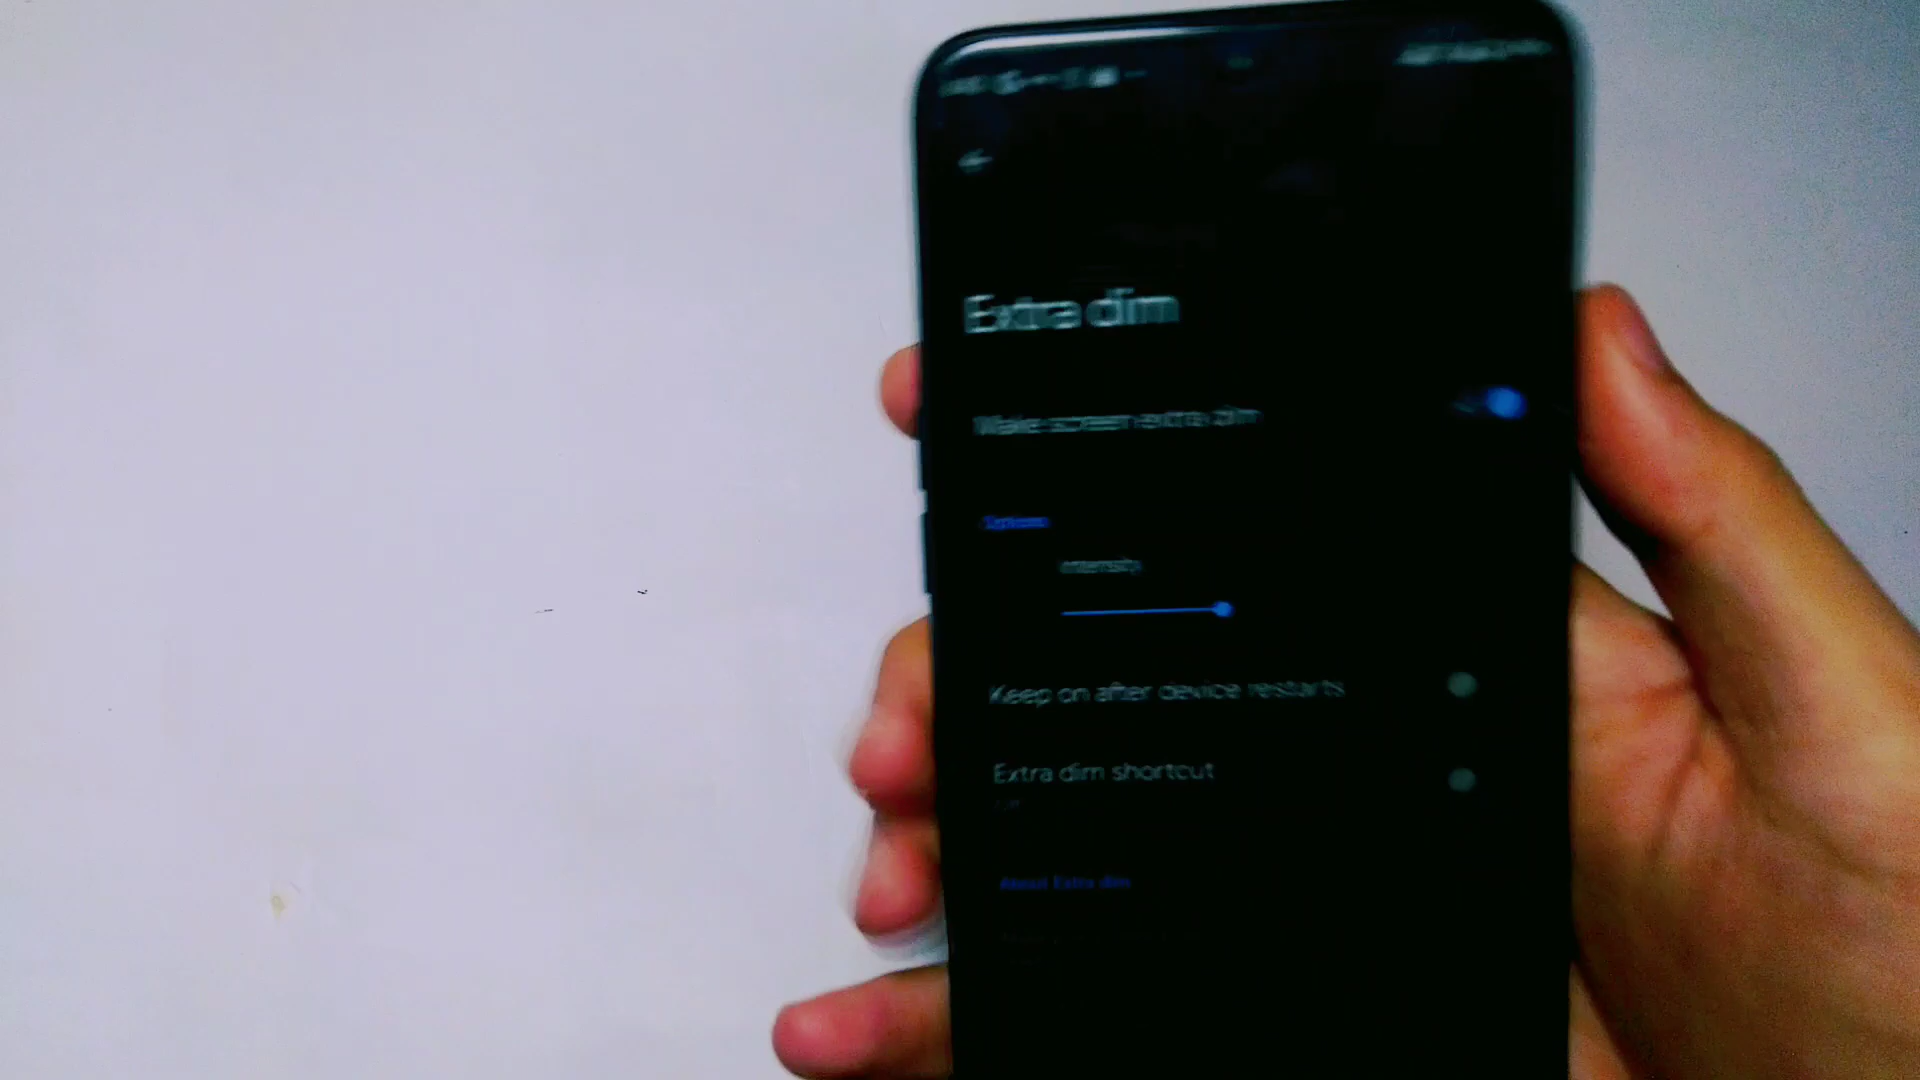 Extra dim
Make screen extra dim
Options
Intensity
Keep on after device restarts
Extra dim shortcut
Off
About Extra dim